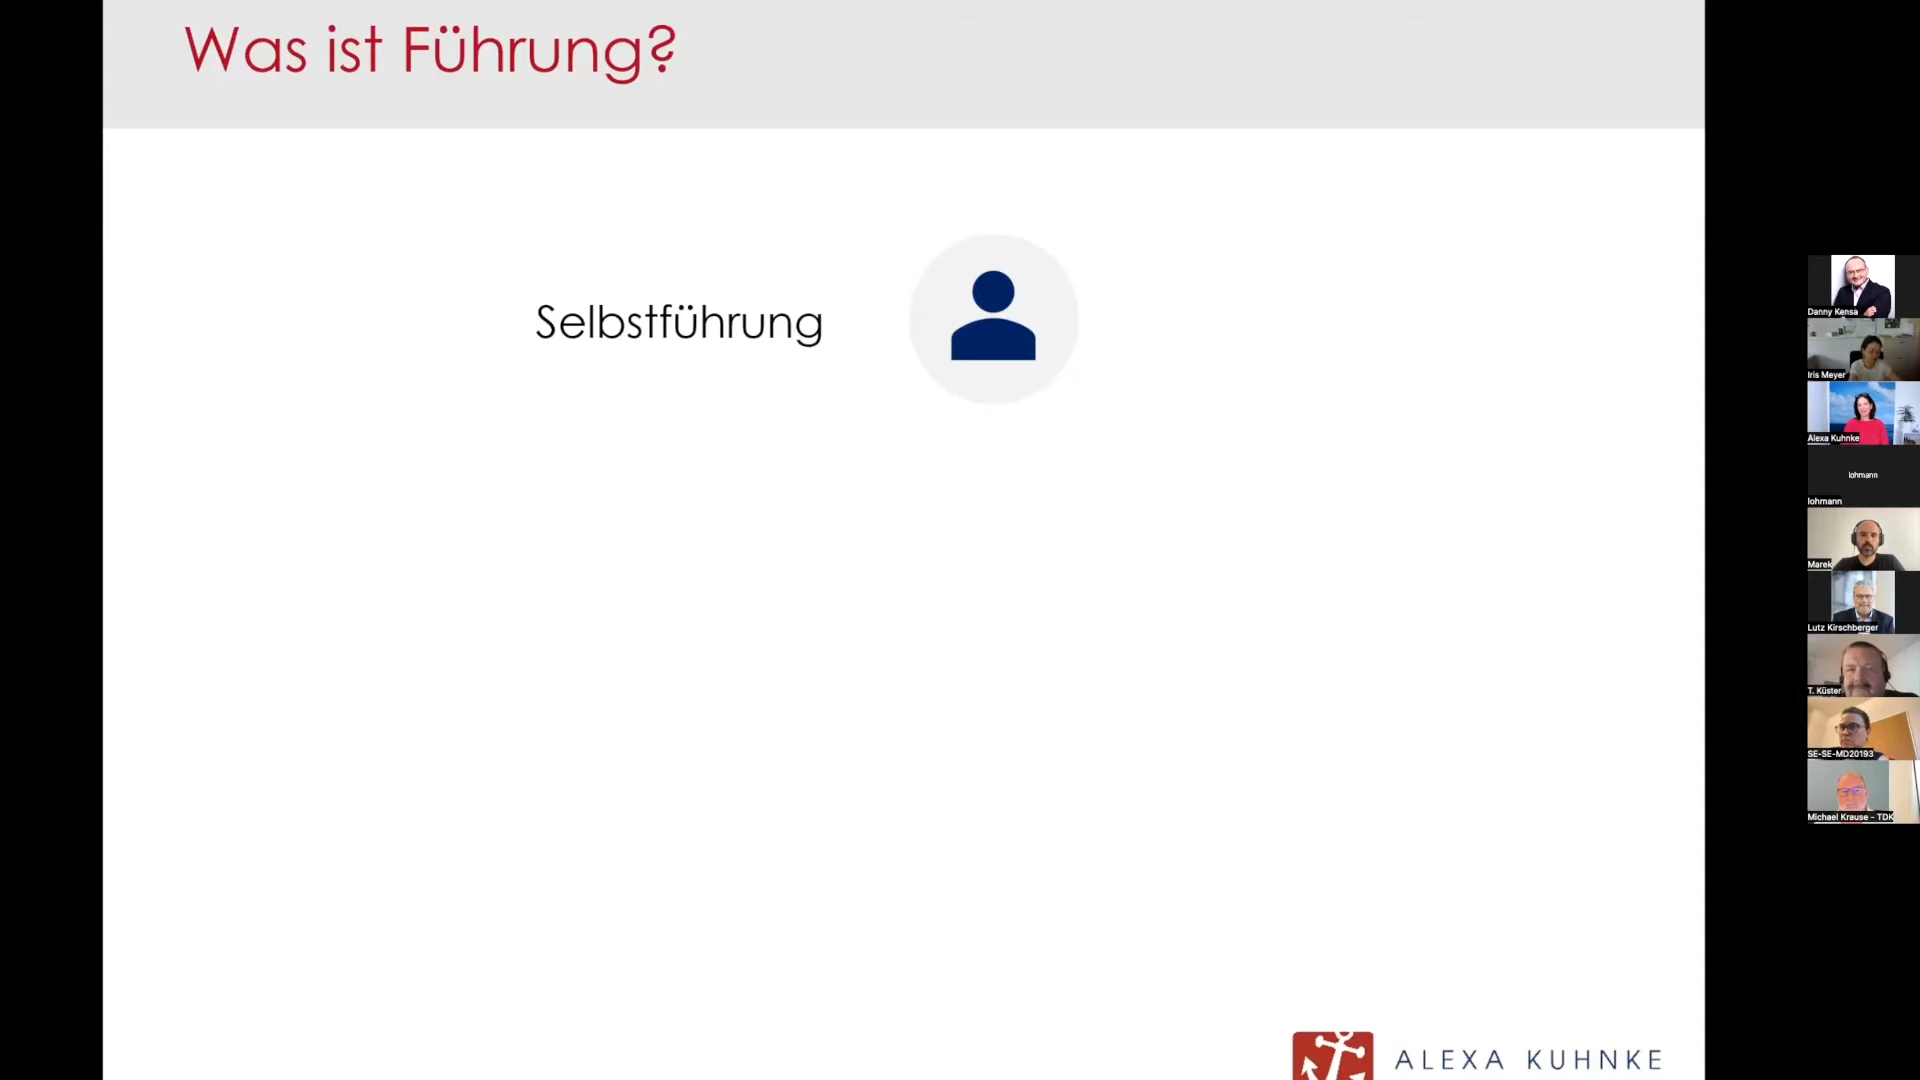 Was ist Führung?
Selbstführung
ALEXA KUHNKE
Danny Kensa
Iris Meyer
Alexa Kuhnke
lohmann
lohmann
Marek
Lutz Kirschberger
T. Küster
SE-SE-MD20193
Michael Krause - TDK